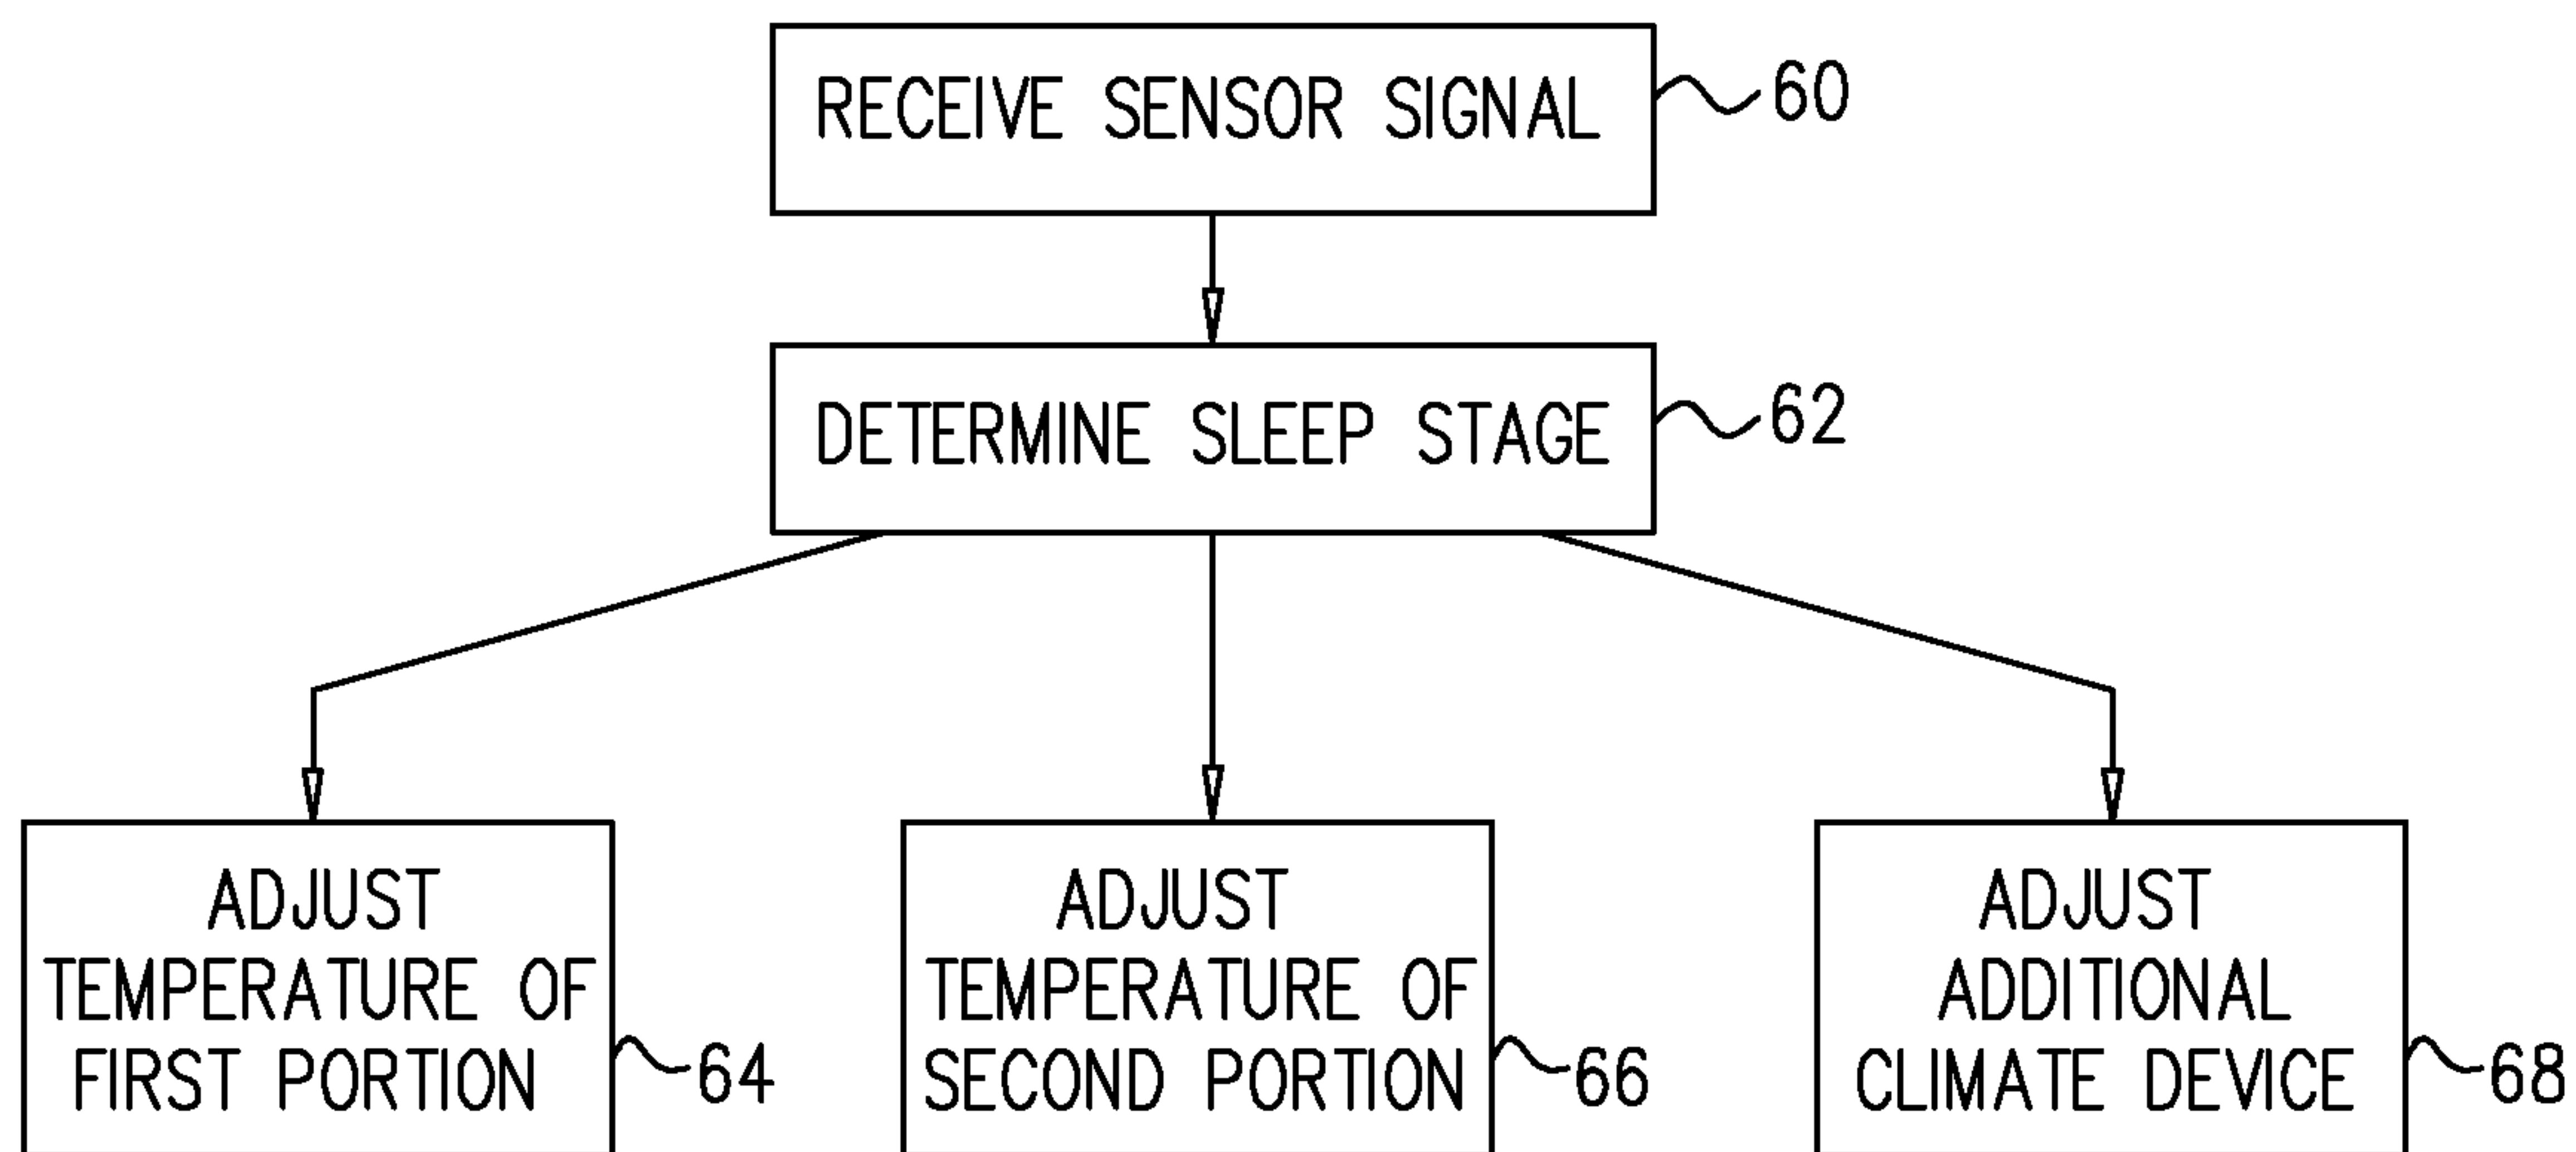 RECEIVE SENSOR SIGNAL
60
DETERMINE SLEEP STAGE
62
ADJUST
TEMPERATURE OF
FIRST PORTION
64
ADJUST
TEMPERATURE OF
SECOND PORTION
66
ADJUST
ADDITIONAL
CLIMATE DEVICE
68